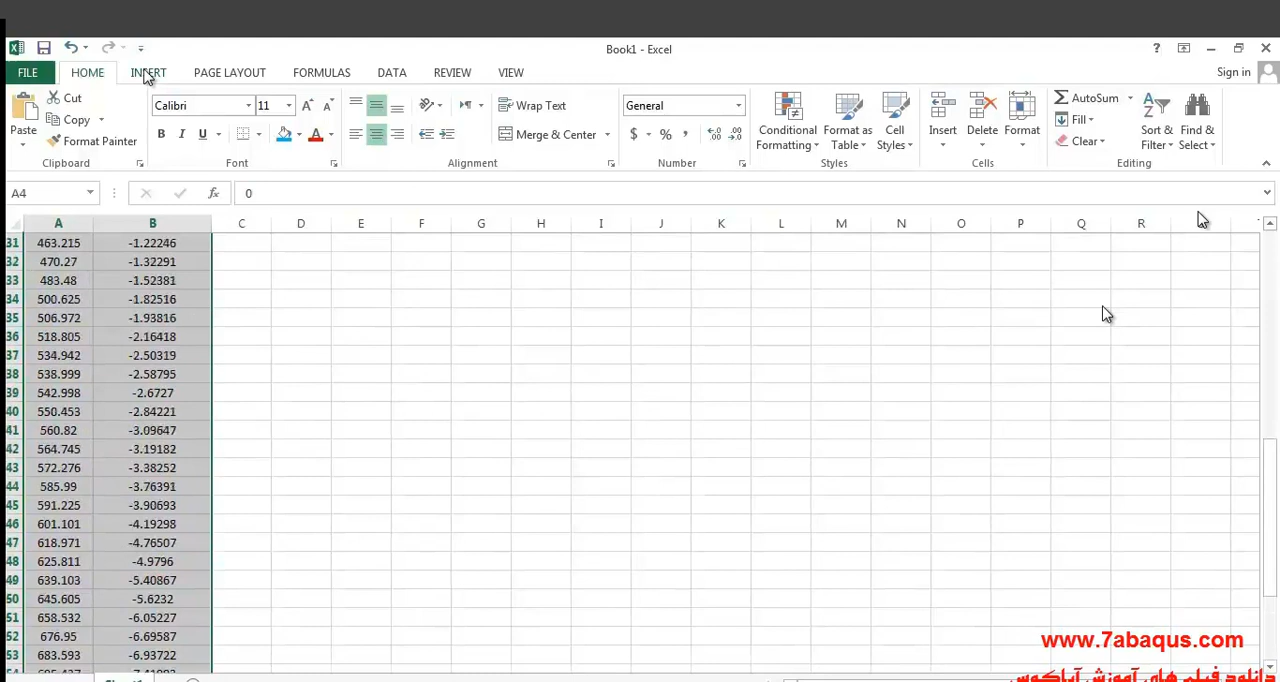 Book1 - Excel
?
FILE HOME INSERT PAGE LAYOUT FORMULAS DATA REVIEW VIEW Sign in
Paste Cut Copy Format Painter Clipboard
Calibri 11 A A B I U A Font
Wrap Text Merge & Center Alignment
General $ % , Number
Conditional Formatting Format as Table Cell Styles Styles
Insert Delete Format Cells
AutoSum Fill Clear Sort & Filter Find & Select Editing
A4 fx 0
A B C D E F G H I J K L M N O P Q R
31 463.215 -1.22246
32 470.27 -1.32291
33 483.48 -1.52381
34 500.625 -1.82516
35 506.972 -1.93816
36 518.805 -2.16418
37 534.942 -2.50319
38 538.999 -2.58795
39 542.998 -2.6727
40 550.453 -2.84221
41 560.82 -3.09647
42 564.745 -3.19182
43 572.276 -3.38252
44 585.99 -3.76391
45 591.225 -3.90693
46 601.101 -4.19298
47 618.971 -4.76507
48 625.811 -4.9796
49 639.103 -5.40867
50 645.605 -5.6232
51 658.532 -6.05227
52 676.95 -6.69587
53 683.593 -6.93722
www.7abaqus.com
دانلود فیلم های آموزش آباکوس